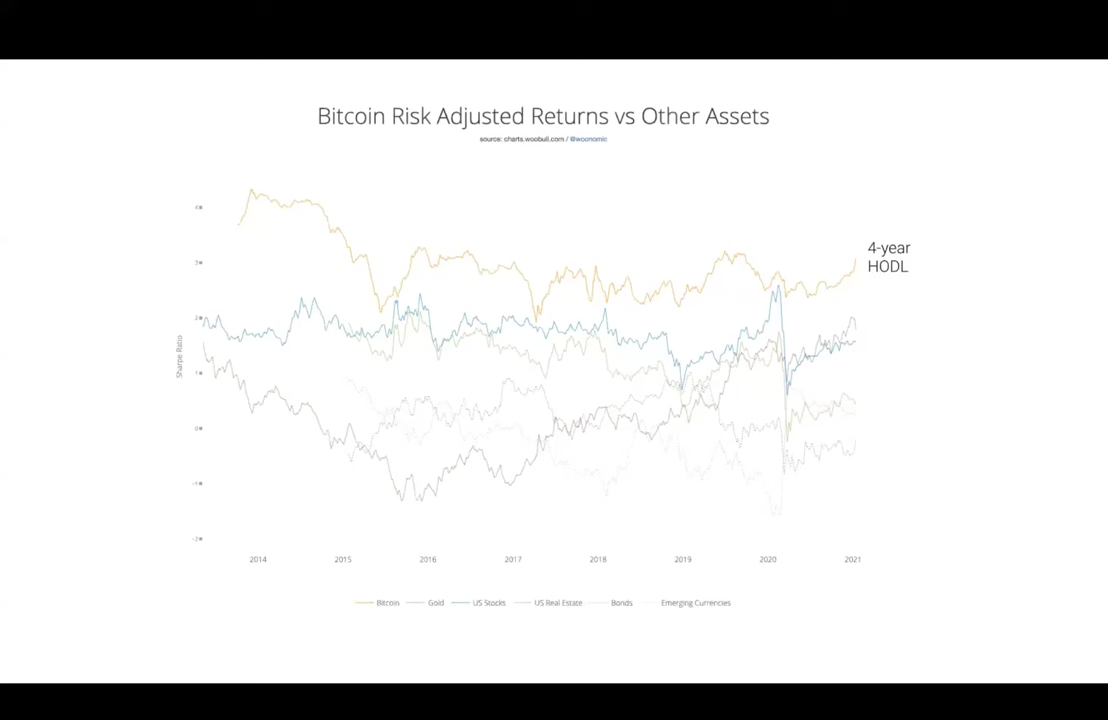 Bitcoin Risk Adjusted Returns vs Other Assets
source: charts.woobull.com / @woonomic
4-year
HODL
Sharpe Ratio
2014 2015 2016 2017 2018 2019 2020 2021
Bitcoin Gold US Stocks US Real Estate Bonds Emerging Currencies